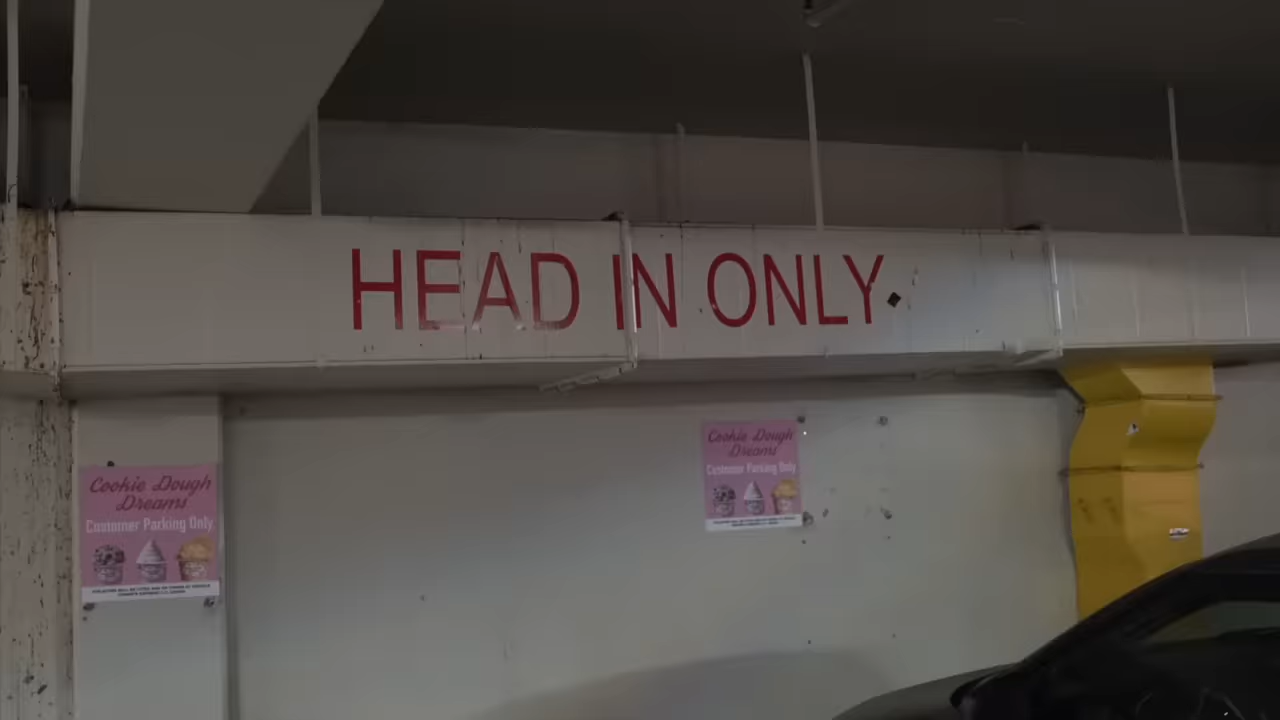 HEAD IN ONLY
Cookie Dough
Dreams
Customer Parking Only
Cookie Dough
Dreams
Customer Parking Only